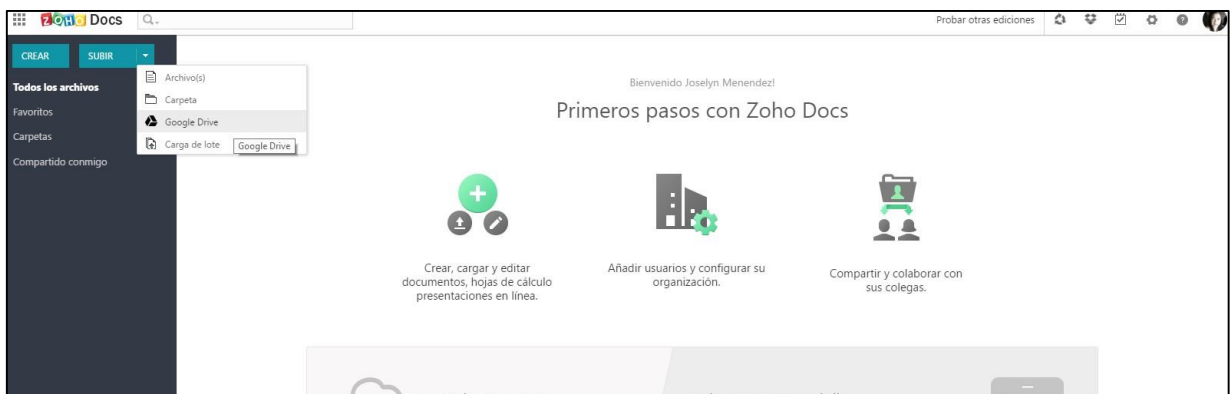 ZOHO Docs
Probar otras ediciones
CREAR
SUBIR
Todos los archivos
Favoritos
Carpetas
Compartido conmigo
Archivo(s)
Carpeta
Google Drive
Carga de lote
Google Drive
Bienvenido Joselyn Menendez!
Primeros pasos con Zoho Docs
Crear, cargar y editar
documentos, hojas de cálculo
presentaciones en línea.
Añadir usuarios y configurar su
organización.
Compartir y colaborar con
sus colegas.